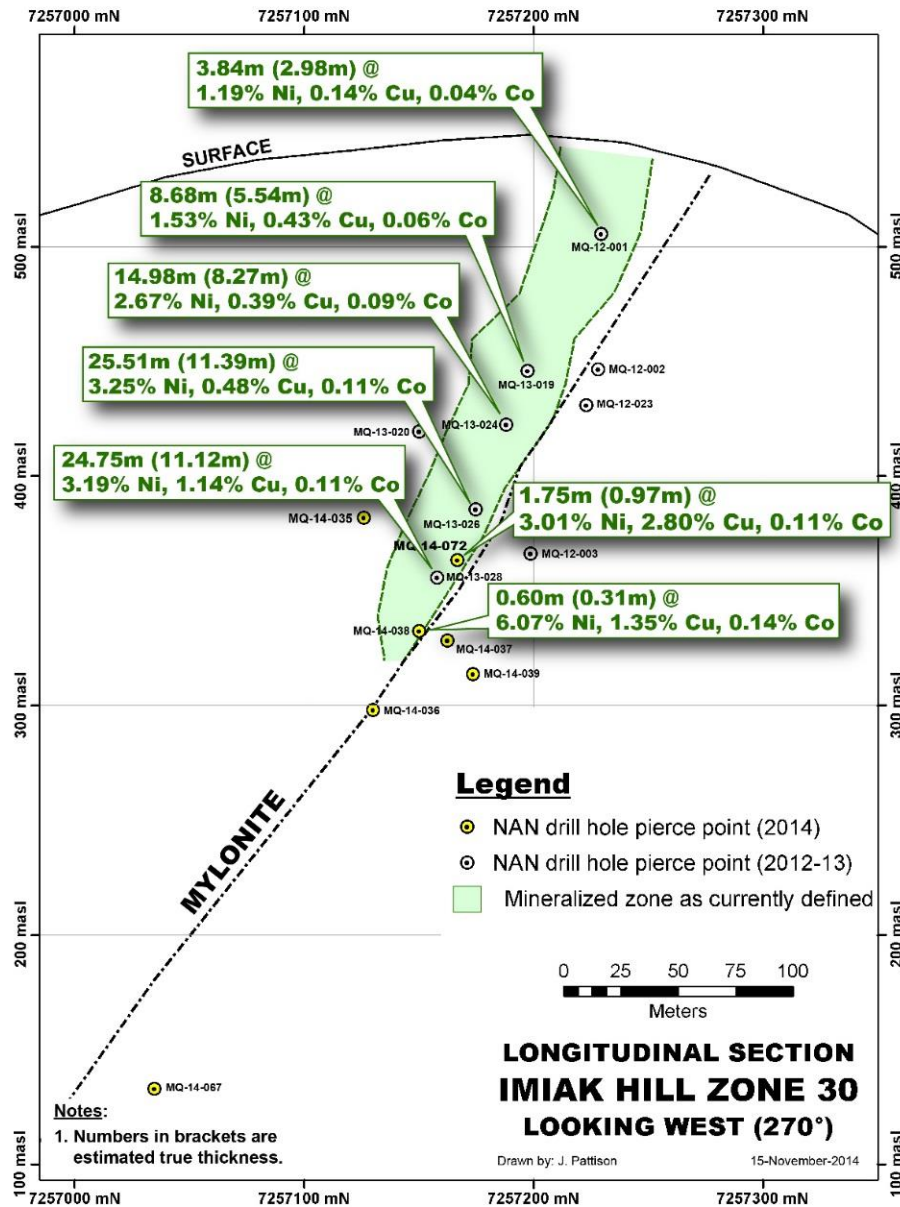 7257000 mN
7257100 mN
7257200 mN
7257300 mN
3.84m (2.98m) @
1.19% Ni, 0.14% Cu, 0.04% Co
SURFACE
8.68m (5.54m) @
1.53% Ni, 0.43% Cu, 0.06% Co
500 masl
MQ-12-001
500 masl
14.98m (8.27m) @
2.67% Ni, 0.39% Cu, 0.09% Co
25.51m (11.39m) @
3.25% Ni, 0.48% Cu, 0.11% Co
MQ-13-019
MQ-12-002
MQ-12-023
MQ-13-020
MQ-13-024
24.75m (11.12m) @
3.19% Ni, 1.14% Cu, 0.11% Co
400 masl
400 masl
1.75m (0.97m) @
3.01% Ni, 2.80% Cu, 0.11% Co
MQ-14-035
MQ-13-026
MQ-14-072
MQ-12-003
MQ-13-028
0.60m (0.31m) @
6.07% Ni, 1.35% Cu, 0.14% Co
MQ-14-038
MQ-14-037
MQ-14-039
300 masl
MQ-14-036
300 masl
MYLONITE
Legend
NAN drill hole pierce point (2014)
NAN drill hole pierce point (2012-13)
Mineralized zone as currently defined
200 masl
200 masl
0 25 50 75 100
Meters
LONGITUDINAL SECTION
IMIAK HILL ZONE 30
LOOKING WEST (270°)
MQ-14-067
Notes:
1. Numbers in brackets are
estimated true thickness.
Drawn by: J. Pattison
15-November-2014
100 masl
100 masl
7257000 mN
7257100 mN
7257200 mN
7257300 mN